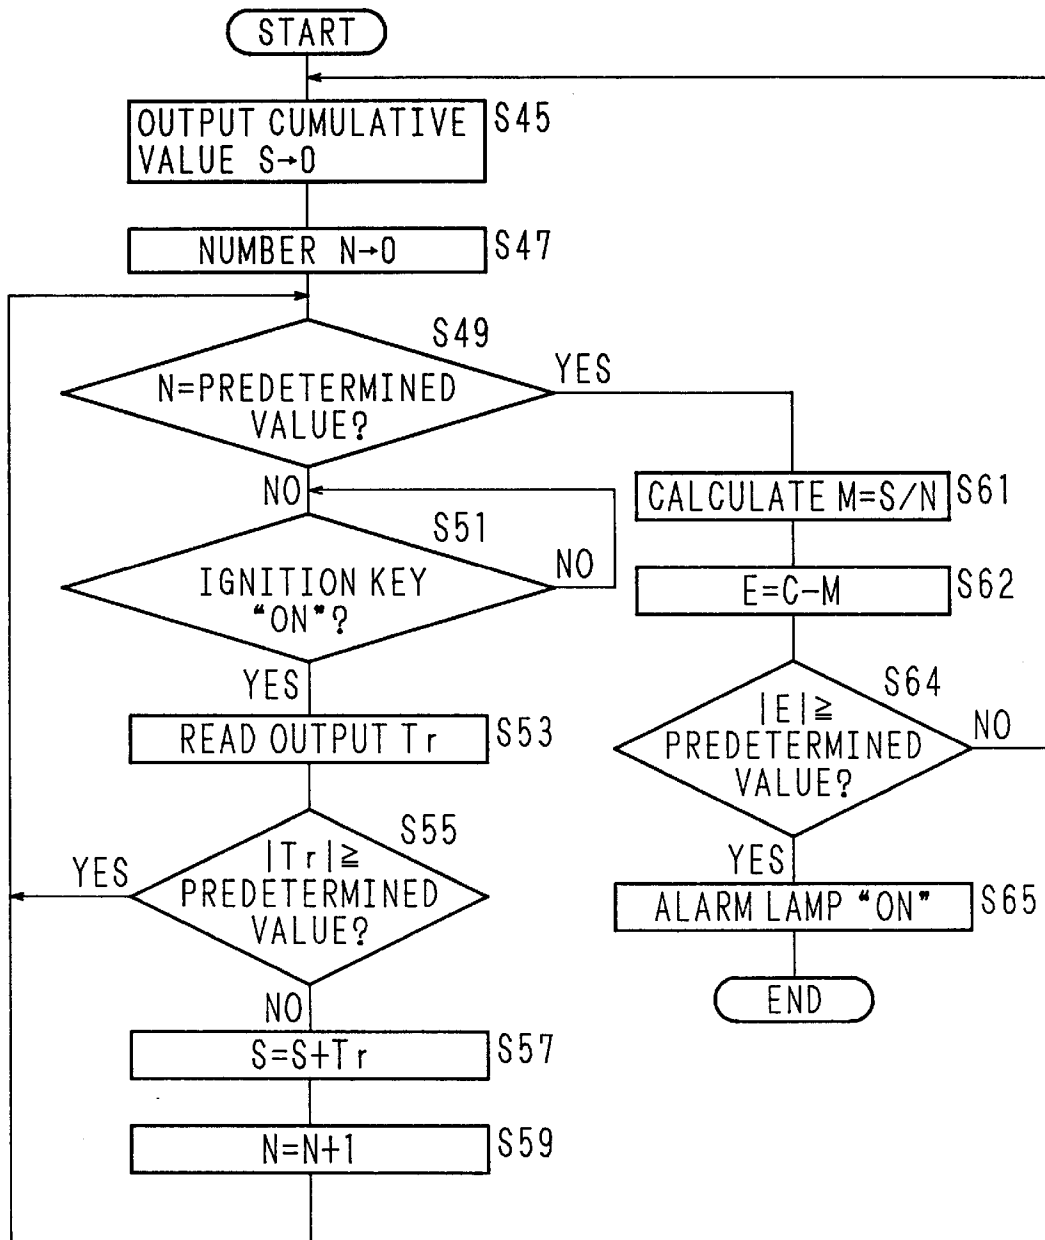 START
OUTPUT CUMULATIVE
VALUE S→0
S45
NUMBER N→0
S47
S49
N=PREDETERMINED
VALUE?
YES
NO
S51
IGNITION KEY
"ON"?
NO
YES
READ OUTPUT Tr
S53
S55
|Tr|≧
PREDETERMINED
VALUE?
YES
NO
S=S+Tr
S57
N=N+1
S59
CALCULATE M=S/N
S61
E=C-M
S62
S64
|E|≧
PREDETERMINED
VALUE?
NO
YES
ALARM LAMP "ON"
S65
END